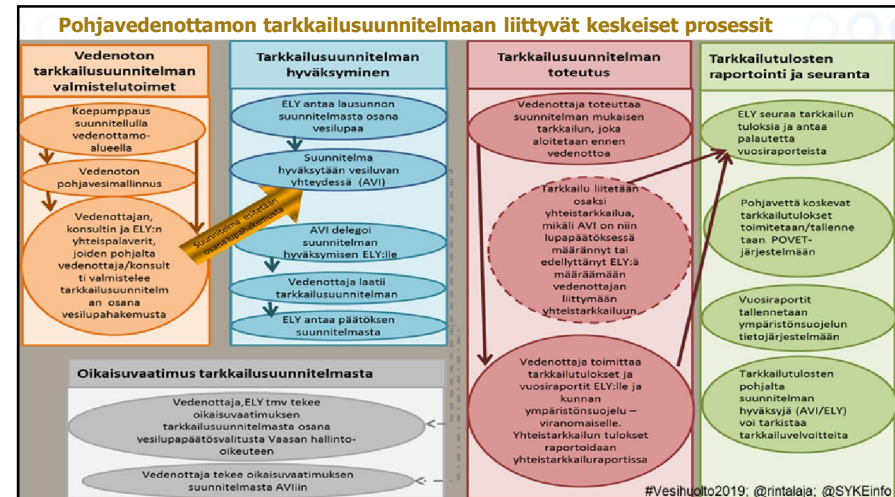 Pohjavedenottamon tarkkailusuunnitelmaan liittyvät keskeiset prosessit
Vedenoton
tarkkailusuunnitelman
valmistelutoimet
Koepumppaus
suunnitellulla
vedenottamo-
alueella
Vedenoton
pohjavesimallinnus
Vedenottajan,
konsultin ja ELY:n
yhteispalaverit,
joiden pohjalta
vedenottaja/konsult
ti valmistelee
tarkkailusuunnitelm
an osana
vesilupahakemusta
Suunnitelma esitetään
osana lupahakemusta
Tarkkailusuunnitelman
hyväksyminen
ELY antaa lausunnon
suunnitelmasta osana
vesilupaa
Suunnitelma
hyväksytään vesiluvan
yhteydessä (AVI)
AVI delegoi
suunnitelman
hyväksymisen ELY:lle
Vedenottaja laatii
tarkkailusuunnitelman
ELY antaa päätöksen
suunnitelmasta
Oikaisuvaatimus tarkkailusuunnitelmasta
Vedenottaja,ELY tmv tekee
oikaisuvaatimuksen
tarkkailusuunnitelmasta osana
vesilupapäätösvalitusta Vaasan hallinto-
oikeuteen
Vedenottaja tekee oikaisuvaatimuksen
suunnitelmasta AVIin
Tarkkailusuunnitelman
toteutus
Vedenottaja toteuttaa
suunnitelman mukaisen
tarkkailun, joka
aloitetaan ennen
vedenottoa
Tarkkailu liitetään
osaksi
yhteistarkkailua,
mikäli AVI on niin
lupapäätöksessä
määrännyt tai
edellyttänyt ELY:ä
määräämään
vedenottajan
liittymään
yhteistarkkailuun
Vedenottaja toimittaa
tarkkailutulokset ja
vuosiraportit ELY:lle ja
kunnan
ympäristönsuojelu –
viranomaiselle.
Yhteistarkkailun tulokset
raportoidaan
yhteistarkkailuraportissa
Tarkkailutulosten
raportointi ja seuranta
ELY seuraa tarkkailun
tuloksia ja antaa
palautetta
vuosiraporteista
Pohjavettä koskevat
tarkkailutulokset
toimitetaan/tallenne
taan POVET-
järjestelmään
Vuosiraportit
tallennetaan
ympäristönsuojelun
tietojärjestelmään
Tarkkailutulosten
pohjalta
suunnitelman
hyväksyjä (AVI/ELY)
voi tarkistaa
tarkkailuvelvoitteita
#Vesihuolto2019; @rintalaja; @SYKEinfo